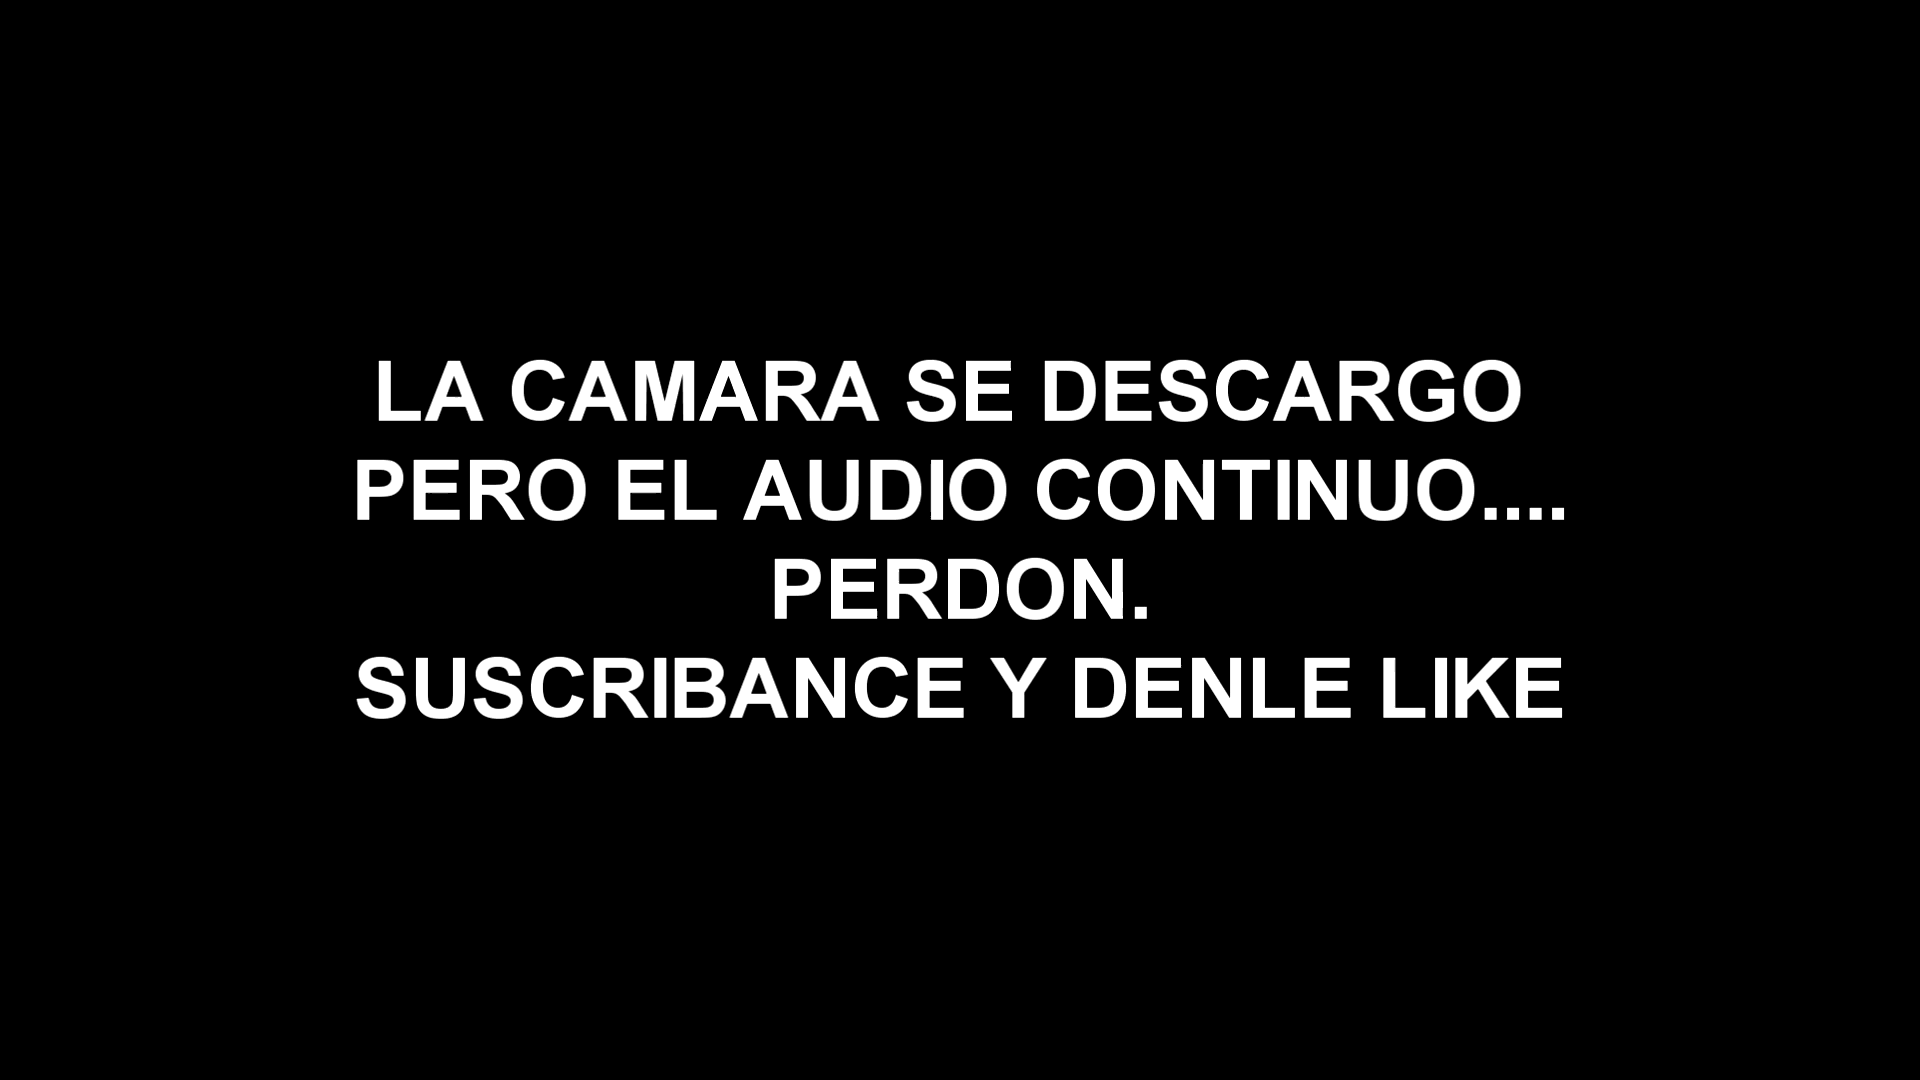 LA CAMARA SE DESCARGO
PERO EL AUDIO CONTINUO....
PERDON.
SUSCRIBANCE Y DENLE LIKE